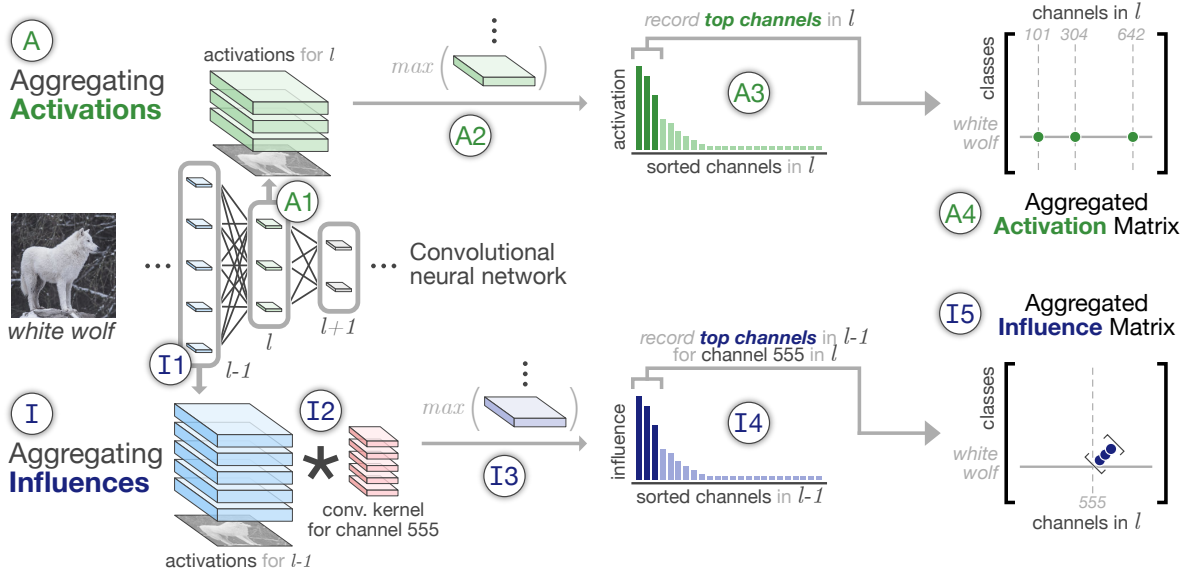 A
Aggregating
Activations
activations for l
max ( )
A2
record top channels in l
activation
A3
sorted channels in l
channels in l
101 304 642
classes
white
wolf
A4
Aggregated
Activation Matrix
A1
white wolf
... l-1
l
l+1
... Convolutional
neural network
I
Aggregating
Influences
I1
activations for l-1
I2
*
conv. kernel
for channel 555
max ( )
I3
record top channels in l-1
for channel 555 in l
influence
I4
sorted channels in l-1
I5
Aggregated
Influence Matrix
classes
white
wolf
555
channels in l